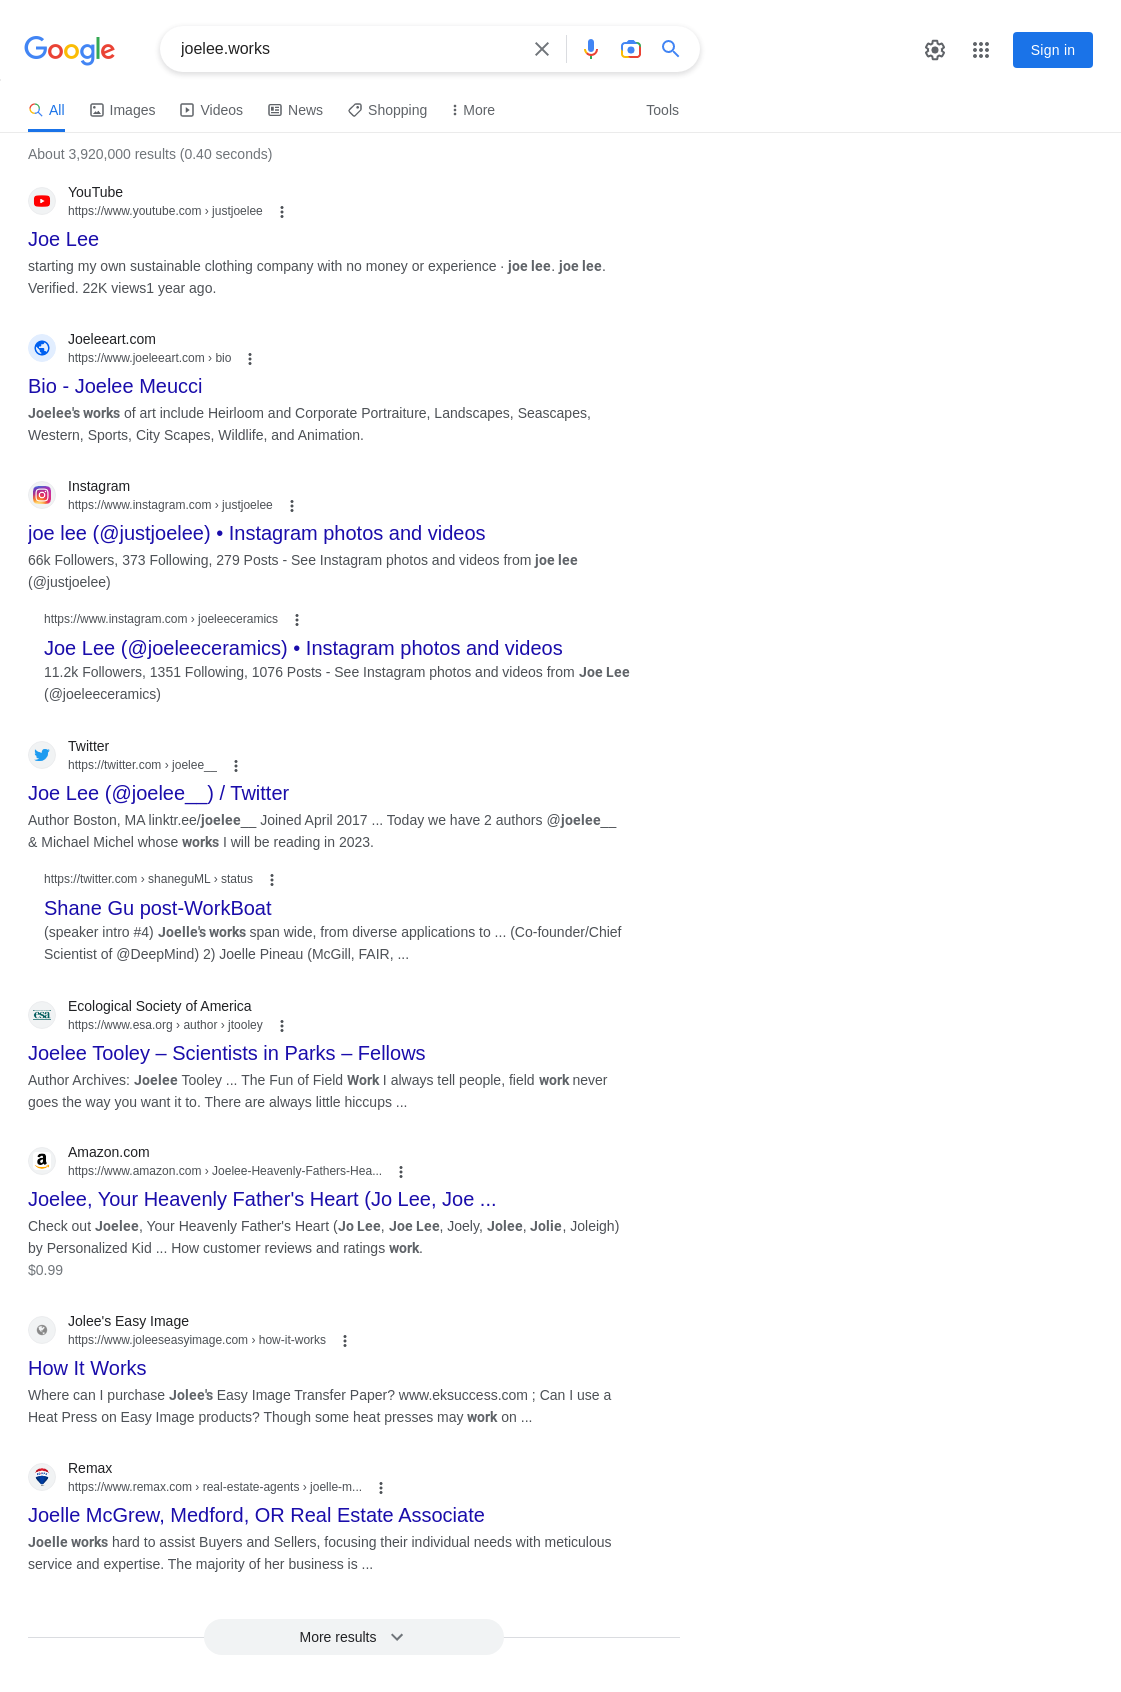 Google
joelee.works
Sign in
All
Images
Videos
News
Shopping
More
Tools
About 3,920,000 results (0.40 seconds)
YouTube
https://www.youtube.com › justjoelee
Joe Lee
starting my own sustainable clothing company with no money or experience · joe lee. joe lee.
Verified. 22K views1 year ago.
Joeleeart.com
https://www.joeleeart.com › bio
Bio - Joelee Meucci
Joelee's works of art include Heirloom and Corporate Portraiture, Landscapes, Seascapes,
Western, Sports, City Scapes, Wildlife, and Animation.
Instagram
https://www.instagram.com › justjoelee
joe lee (@justjoelee) • Instagram photos and videos
66k Followers, 373 Following, 279 Posts - See Instagram photos and videos from joe lee
(@justjoelee)
https://www.instagram.com › joeleeceramics
Joe Lee (@joeleeceramics) • Instagram photos and videos
11.2k Followers, 1351 Following, 1076 Posts - See Instagram photos and videos from Joe Lee
(@joeleeceramics)
Twitter
https://twitter.com › joelee__
Joe Lee (@joelee__) / Twitter
Author Boston, MA linktr.ee/joelee__ Joined April 2017 ... Today we have 2 authors @joelee__
& Michael Michel whose works I will be reading in 2023.
https://twitter.com › shaneguML › status
Shane Gu post-WorkBoat
(speaker intro #4) Joelle's works span wide, from diverse applications to ... (Co-founder/Chief
Scientist of @DeepMind) 2) Joelle Pineau (McGill, FAIR, ...
esa
Ecological Society of America
https://www.esa.org › author › jtooley
Joelee Tooley – Scientists in Parks – Fellows
Author Archives: Joelee Tooley ... The Fun of Field Work I always tell people, field work never
goes the way you want it to. There are always little hiccups ...
Amazon.com
https://www.amazon.com › Joelee-Heavenly-Fathers-Hea...
Joelee, Your Heavenly Father's Heart (Jo Lee, Joe ...
Check out Joelee, Your Heavenly Father's Heart (Jo Lee, Joe Lee, Joely, Jolee, Jolie, Joleigh)
by Personalized Kid ... How customer reviews and ratings work.
$0.99
Jolee's Easy Image
https://www.joleeseasyimage.com › how-it-works
How It Works
Where can I purchase Jolee's Easy Image Transfer Paper? www.eksuccess.com ; Can I use a
Heat Press on Easy Image products? Though some heat presses may work on ...
Remax
https://www.remax.com › real-estate-agents › joelle-m...
Joelle McGrew, Medford, OR Real Estate Associate
Joelle works hard to assist Buyers and Sellers, focusing their individual needs with meticulous
service and expertise. The majority of her business is ...
More results